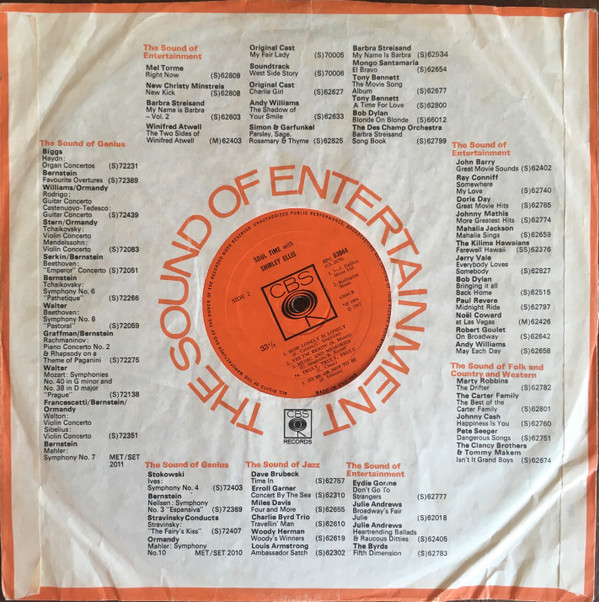 The Sound of
Entertainment
Mel Torme
Right Now (S)62809
New Christy Minstrels
New Kick (S)62808
Barbra Streisand
My Name is Barbra
– Vol. 2 (S)62603
Winifred Atwell
The Two Sides of
Winifred Atwell (M)62403
Original Cast
My Fair Lady (S)70005
Soundtrack
West Side Story (S)70006
Original Cast
Charlie Girl (S)62627
Andy Williams
The Shadow of
Your Smile (S)62633
Simon & Garfunkel
Parsley, Sage,
Rosemary & Thyme (S)62825
Barbra Streisand
My Name is Barbra (S)62534
Mongo Santamaria
El Bravo (S)62654
Tony Bennett
The Movie Song
Album (S)62677
Tony Bennett
A Time For Love (S)62800
Bob Dylan
Blonde On Blonde (S)66012
The Des Champ Orchestra
Barbra Streisand
Song Book (S)62799
The Sound of Genius
Biggs
Haydn:
Organ Concertos (S)72231
Bernstein
Favourite Overtures (S)72389
Williams/Ormandy
Rodrigo:
Guitar Concerto
Castenuovo-Tedesco:
Guitar Concerto (S)72439
Stern/Ormandy
Tchaikovsky:
Violin Concerto
Mendelssohn:
Violin Concerto (S)72083
Serkin/Bernstein
Beethoven:
"Emperor" Concerto (S)72051
Bernstein
Tchaikovsky:
Symphony No. 6
"Pathetique" (S)72266
Walter
Beethoven:
Symphony No. 6
"Pastoral" (S)72059
Graffman/Bernstein
Rachmaninov:
Piano Concerto No. 2
& Rhapsody on a
Theme of Paganini (S)72275
Walter
Mozart: Symphonies
No. 40 in G minor and
No. 38 in D major
"Prague" (S)72138
Francescatti/Bernstein/
Ormandy
Walton:
Violin Concerto
Sibelius:
Violin Concerto (S)72351
Bernstein
Mahler:
Symphony No. 7 MET/SET
2011
THE SOUND OF ENTERTAINMENT
SOUL TIME with
SHIRLEY ELLIS
SIDE 2
63044
CBS
33⅓
HOW LONELY IS LONELY
TRULY, TRULY, TRULY
CBS
RECORDS
The Sound of
Entertainment
John Barry
Great Movie Sounds (S)62402
Ray Conniff
Somewhere
My Love (S)62740
Doris Day
Great Movie Hits (S)62785
Johnny Mathis
More Greatest Hits (S)62774
Mahalia Jackson
Mahalia Sings (S)62659
The Kilima Hawaiians
Farewell Hawaii (SS)62376
Jerry Vale
Everybody Loves
Somebody (S)62827
Bob Dylan
Bringing it all
Back Home (S)62515
Paul Revere
Midnight Ride (S)62797
Noël Coward
at Las Vegas (M)62426
Robert Goulet
On Broadway (S)62642
Andy Williams
May Each Day (S)62658
The Sound of Folk and
Country and Western
Marty Robbins
The Drifter (S)62782
The Carter Family
The Best of the
Carter Family (S)62801
Johnny Cash
Happiness Is You (S)62760
Pete Seeger
Dangerous Songs (S)62751
The Clancy Brothers
& Tommy Makem
Isn't It Grand Boys (S)62674
The Sound of Genius
Stokowski
Ives:
Symphony No. 4 (S)72403
Bernstein
Neilsen: Symphony
No. 3 "Espansiva" (S)72369
Stravinsky Conducts
Stravinsky:
"The Fairy's Kiss" (S)72407
Ormandy
Mahler: Symphony
No.10 MET/SET 2010
The Sound of Jazz
Dave Brubeck
Time In (S)62757
Erroll Garner
Concert By The Sea (S)62310
Miles Davis
Four and More (S)62655
Charlie Byrd Trio
Travellin' Man (S)62610
Woody Herman
Woody's Winners (S)62619
Louis Armstrong
Ambassador Satch (S)62302
The Sound of
Entertainment
Eydie Gorme
Don't Go To
Strangers (S)62777
Julie Andrews
Broadway's Fair
Julie (S)62018
Julie Andrews
Heartrending Ballads
& Raucous Ditties (S)62405
The Byrds
Fifth Dimension (S)62783